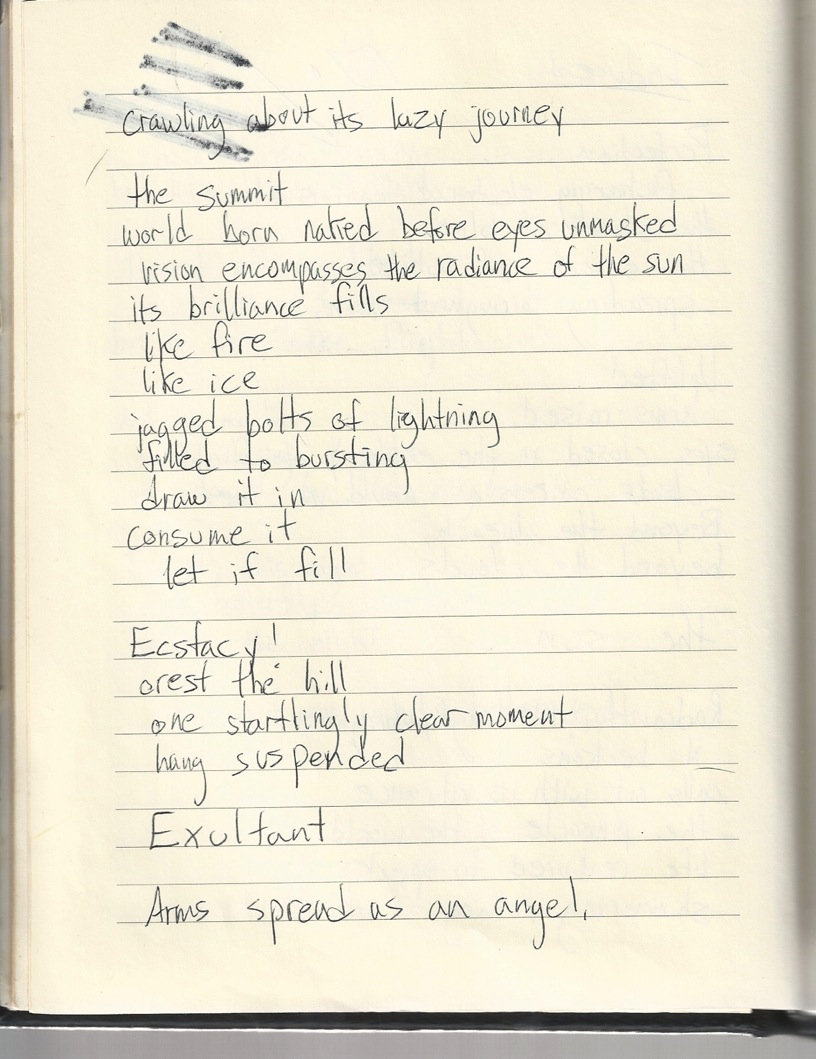 Crawling about its lazy journey
the summit
world born naked before eyes unmasked
vision encompasses the radiance of the sun
its brilliance fills
like fire
like ice
jagged bolts of lightning
filled to bursting
draw it in
consume it
let it fill
Ecstacy!
crest the hill
one startlingly clear moment
hang suspended
Exultant
Arms spread as an angel,